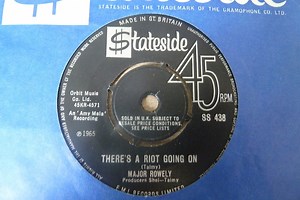 Stateside
STATESIDE IS THE TRADEMARK OF THE GRAMOPHONE CO. LTD.
MADE IN GT. BRITAIN
Stateside
Orbit Music
Co. Ltd.
45KR-4571
An "Amy Mala"
Recording
℗1965
SOLD IN U.K. SUBJECT TO
RESALE PRICE CONDITIONS,
SEE PRICE LISTS
45
RPM
SS 438
THERE'S A RIOT GOING ON
(Talmy)
MAJOR ROWLEY
Producers Shel-Talmy
E.M.I. RECORDS LIMITED